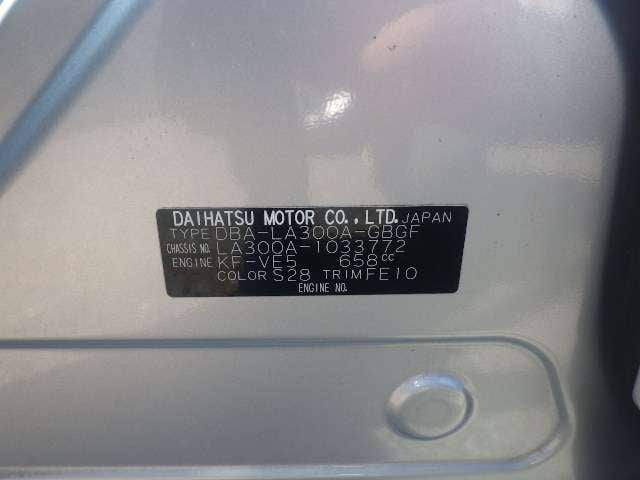 DAIHATSU MOTOR CO., LTD. JAPAN
TYPE DBA-LA300A-GBGF
CHASSIS NO. LA300A-1033772
ENGINE KF-VE5 658cc
COLOR S28 TRIM FE10
ENGINE NO.